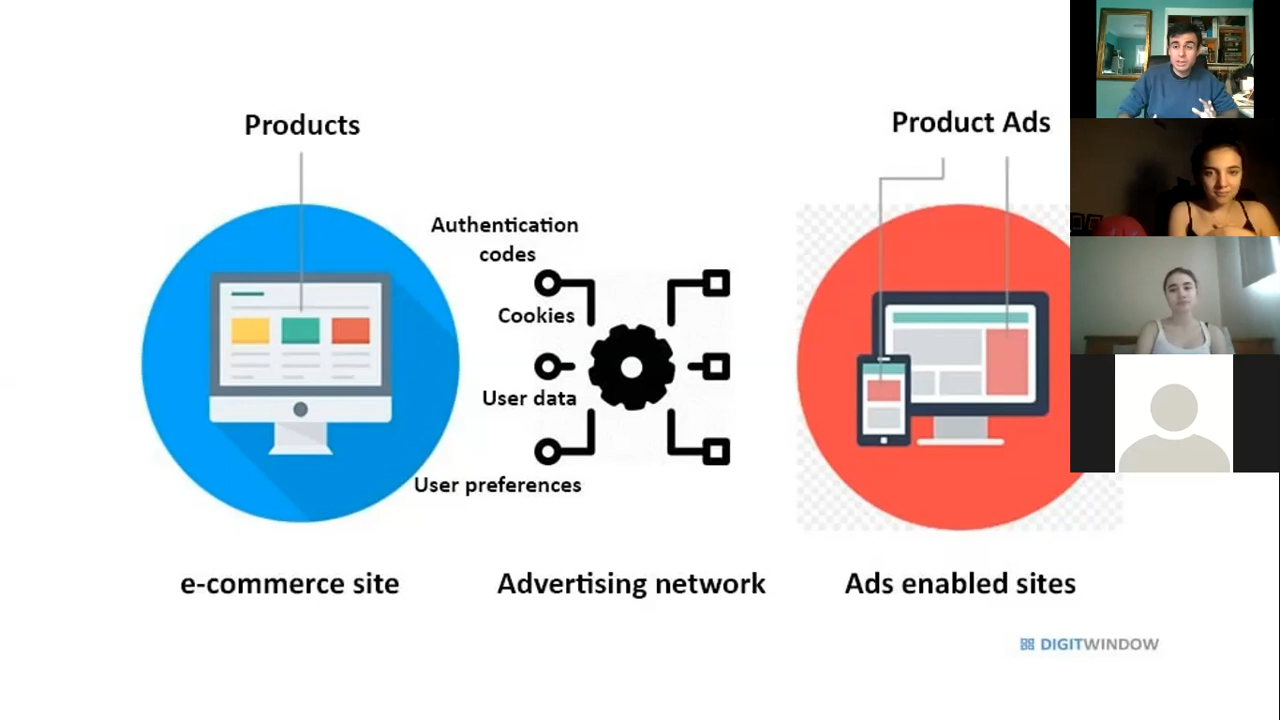 Products
Product Ads
Authentication
codes
Cookies
User data
User preferences
e-commerce site
Advertising network
Ads enabled sites
DIGITWINDOW